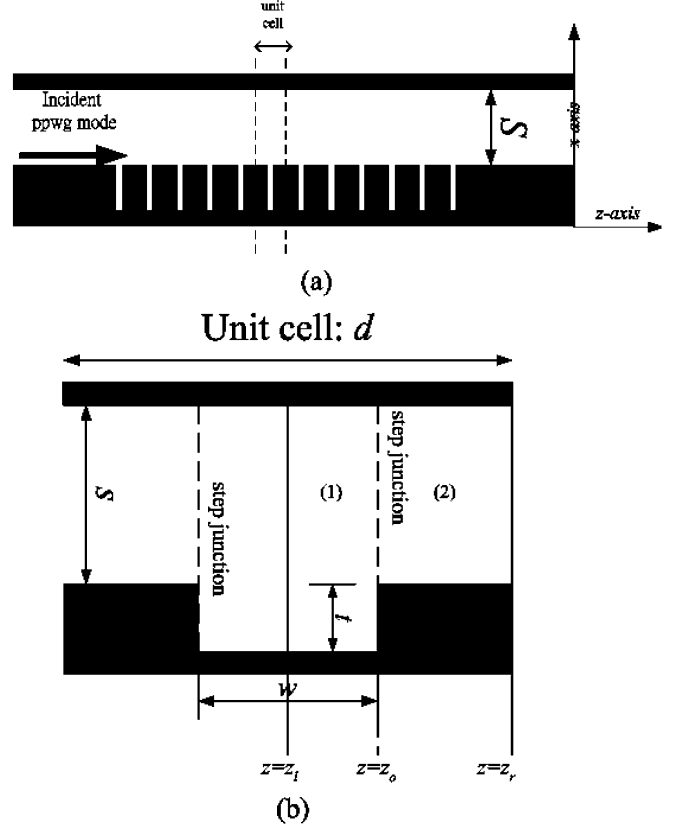 unit
cell
Incident
ppwg mode
S
x-axis
z-axis
(a)
Unit cell: d
S
step junction
step junction
(1)
(2)
t
w
z=z_l
z=z_o
z=z_r
(b)